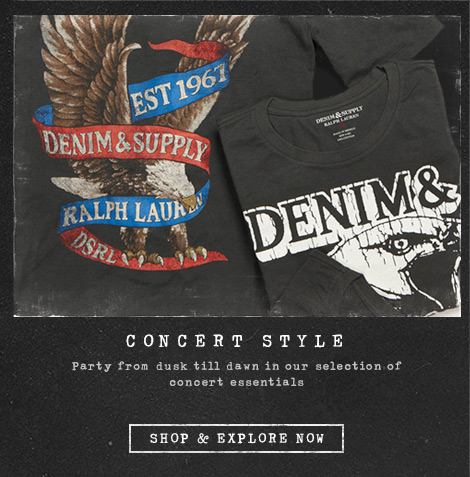 EST 1967
DENIM & SUPPLY
RALPH LAUREN
DSRL
DENIM&SUPPLY
RALPH LAUREN
DENIM&
CONCERT STYLE
Party from dusk till dawn in our selection of
concert essentials
SHOP & EXPLORE NOW